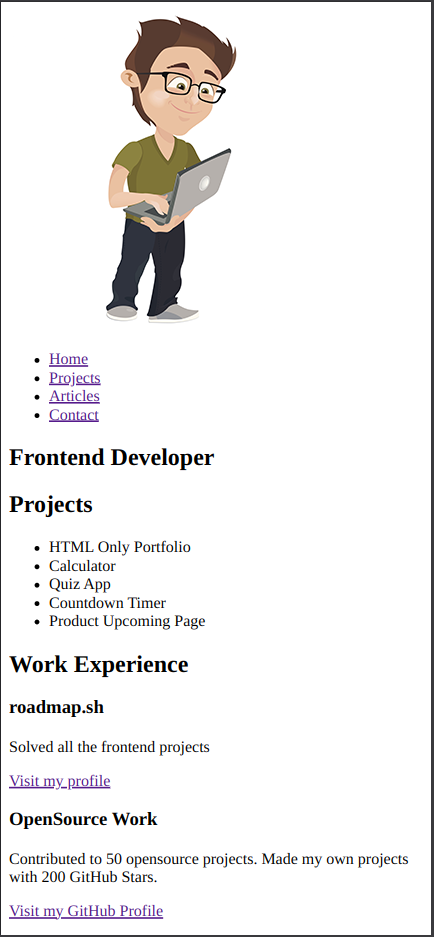 Home
Projects
Articles
Contact
Frontend Developer
Projects
HTML Only Portfolio
Calculator
Quiz App
Countdown Timer
Product Upcoming Page
Work Experience
roadmap.sh
Solved all the frontend projects
Visit my profile
OpenSource Work
Contributed to 50 opensource projects. Made my own projects
with 200 GitHub Stars.
Visit my GitHub Profile